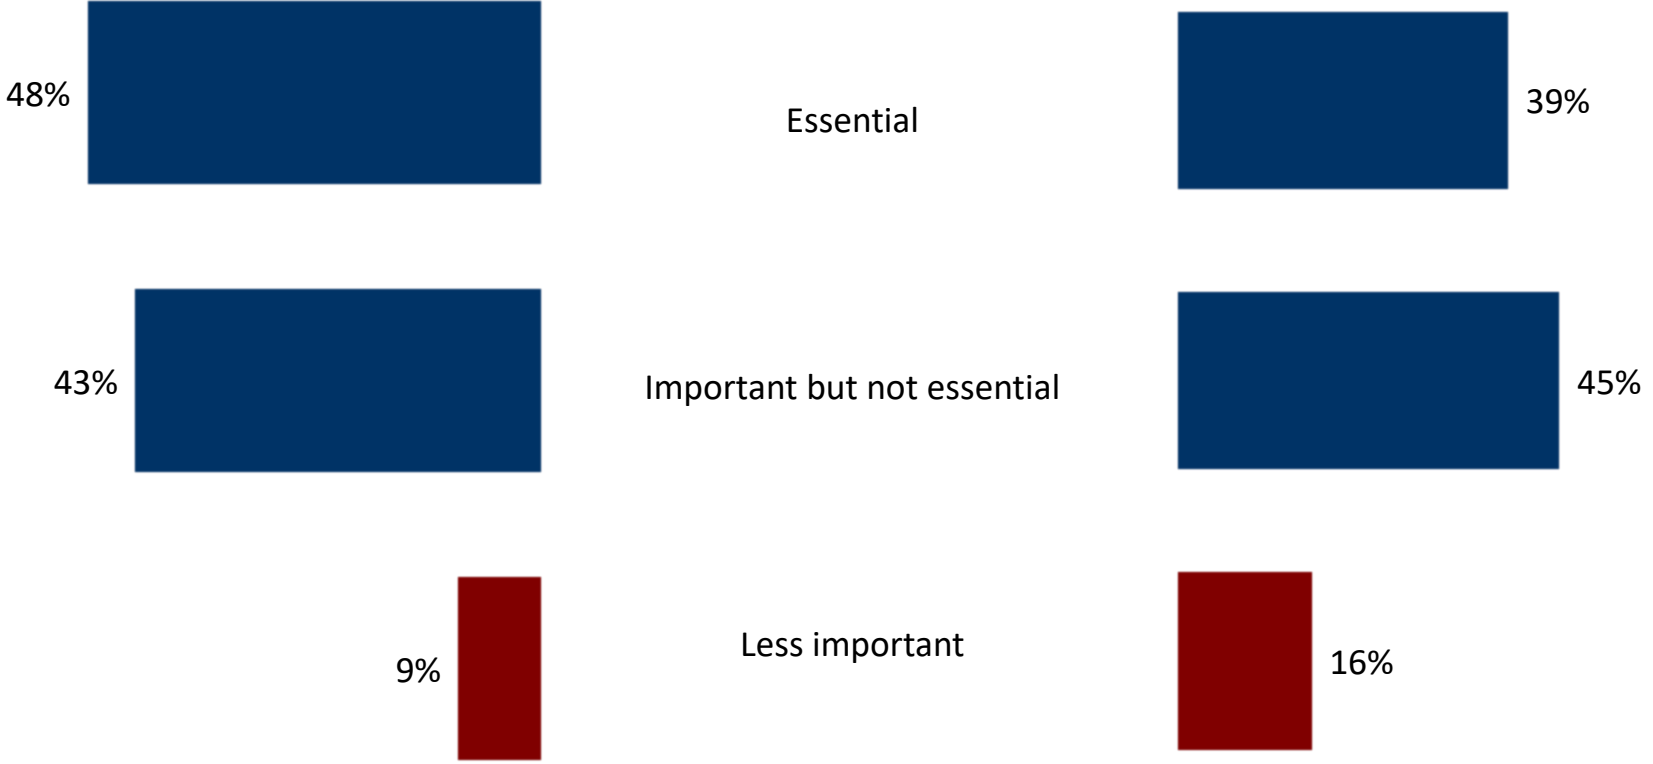 48%
Essential
39%
43%
Important but not essential
45%
9%
Less important
16%